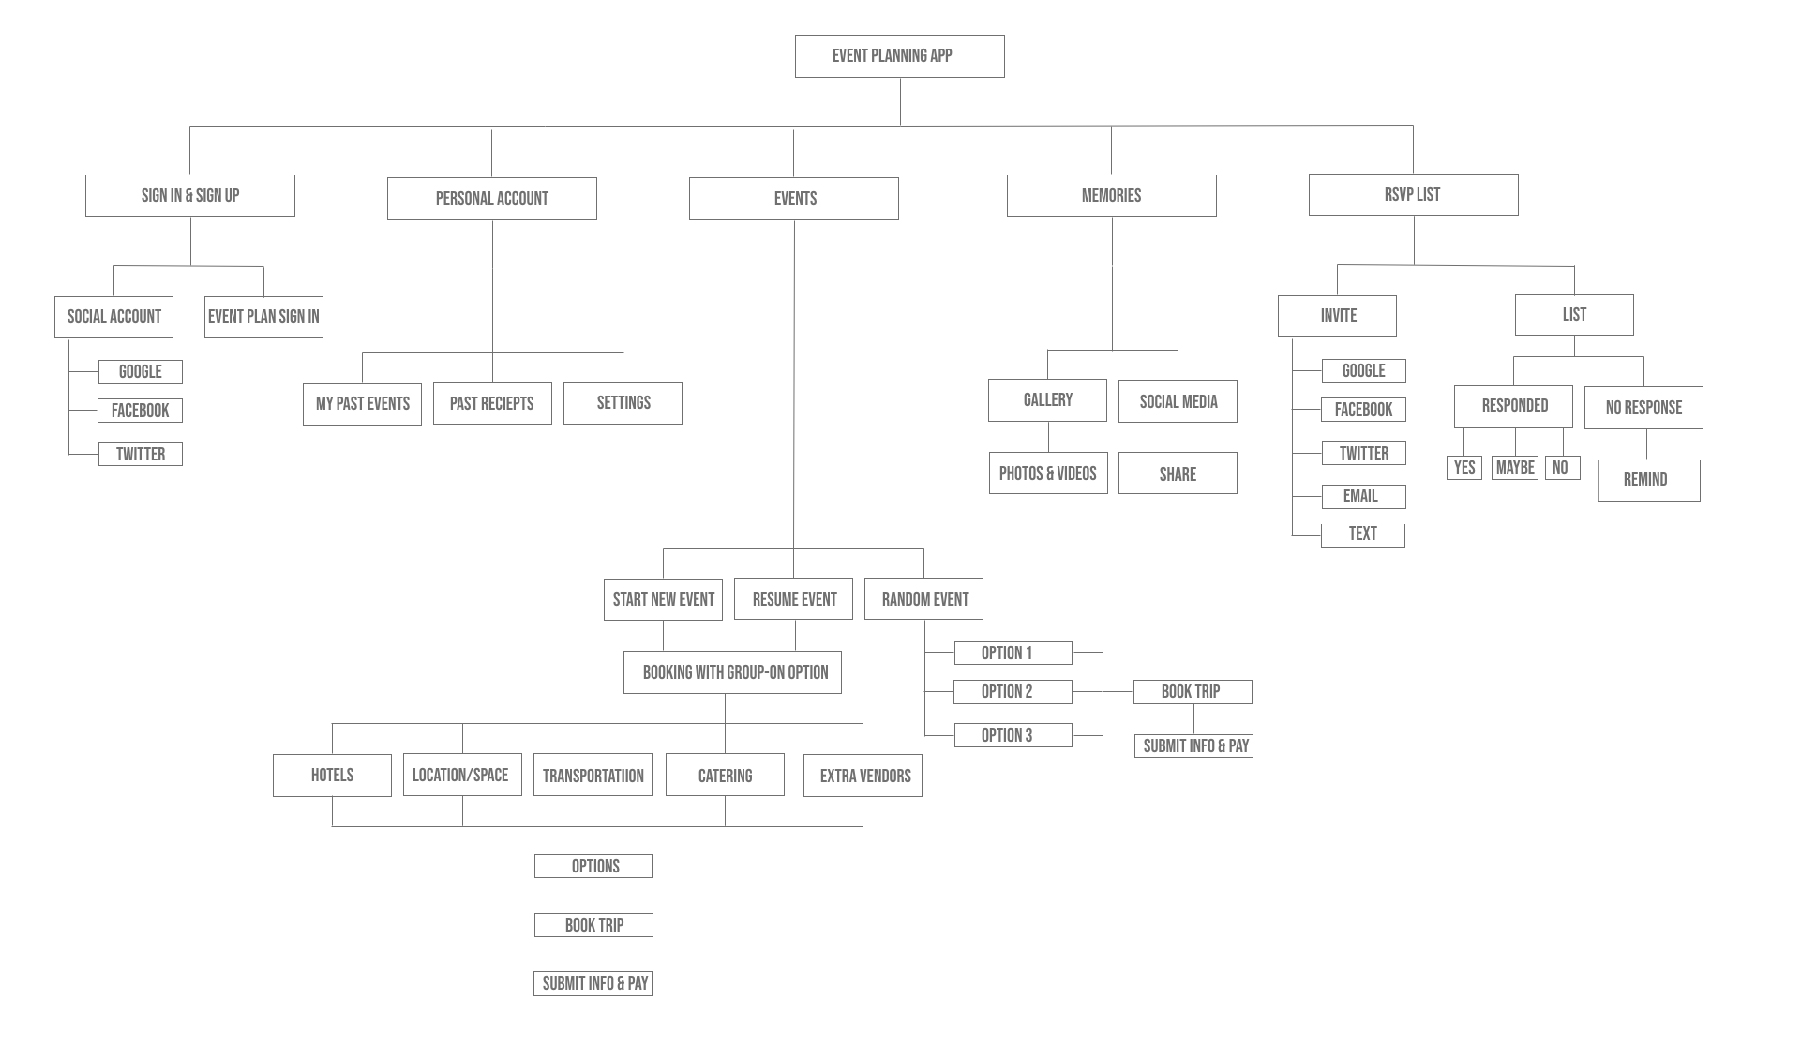 EVENT PLANNING APP
SIGN IN & SIGN UP
PERSONAL ACCOUNT
EVENTS
MEMORIES
RSVP LIST
SOCIAL ACCOUNT
EVENT PLAN SIGN IN
GOOGLE
FACEBOOK
TWITTER
MY PAST EVENTS
PAST RECIEPTS
SETTINGS
GALLERY
SOCIAL MEDIA
PHOTOS & VIDEOS
SHARE
INVITE
LIST
GOOGLE
FACEBOOK
TWITTER
EMAIL
TEXT
RESPONDED
NO RESPONSE
YES
MAYBE
NO
REMIND
START NEW EVENT
RESUME EVENT
RANDOM EVENT
BOOKING WITH GROUP-ON OPTION
OPTION 1
OPTION 2
OPTION 3
BOOK TRIP
SUBMIT INFO & PAY
HOTELS
LOCATION/SPACE
TRANSPORTATIION
CATERING
EXTRA VENDORS
OPTIONS
BOOK TRIP
SUBMIT INFO & PAY